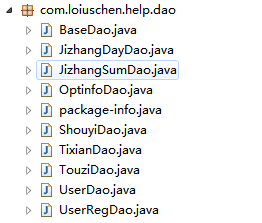 com.loiuschen.help.dao
BaseDao.java
JizhangDayDao.java
JizhangSumDao.java
OptinfoDao.java
package-info.java
ShouyiDao.java
TixianDao.java
TouziDao.java
UserDao.java
UserRegDao.java